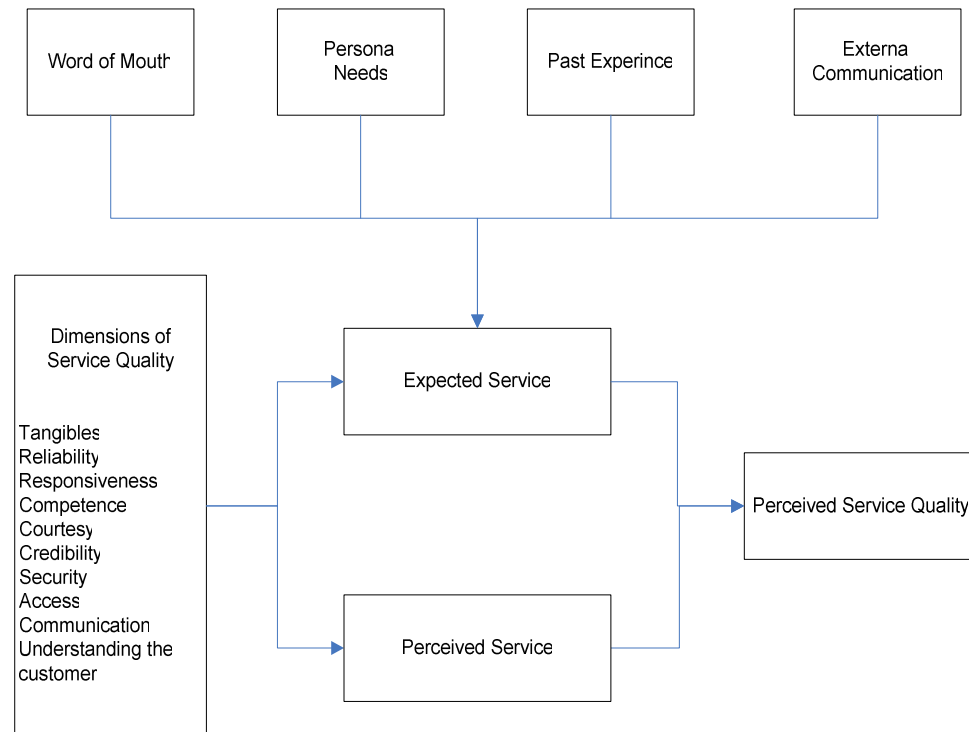 Word of Mouth
Persona
Needs
Past Experince
Externa
Communication
Dimensions of
Service Quality
Tangibles
Reliability
Responsiveness
Competence
Courtesy
Credibility
Security
Access
Communication
Understanding the
customer
Expected Service
Perceived Service
Perceived Service Quality